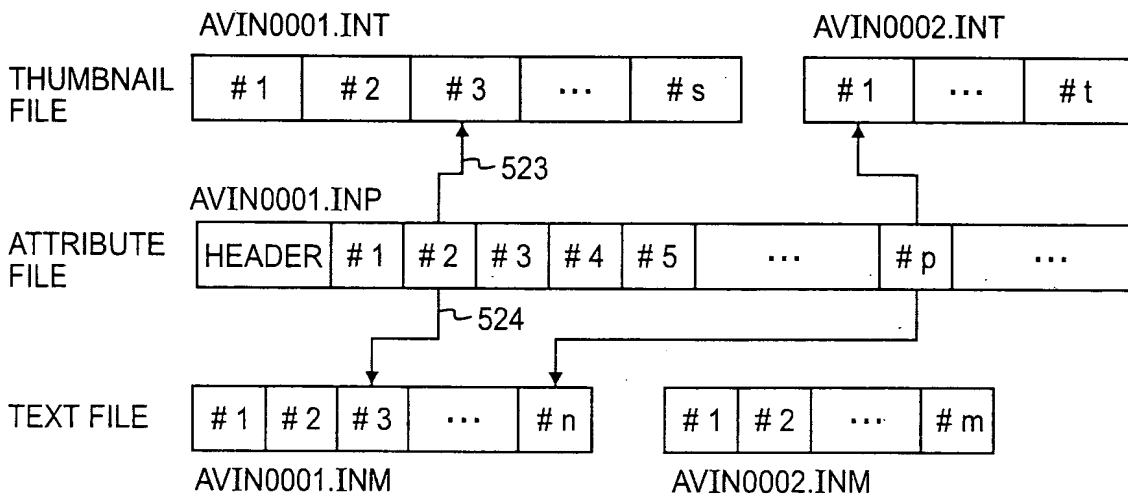 AVIN0001.INT AVIN0002.INT
THUMBNAIL FILE
# 1 # 2 # 3 ... # s # 1 ... # t
523
AVIN0001.INP
ATTRIBUTE FILE
HEADER # 1 # 2 # 3 # 4 # 5 ... # p ...
524
TEXT FILE
# 1 # 2 # 3 ... # n # 1 # 2 ... # m
AVIN0001.INM AVIN0002.INM